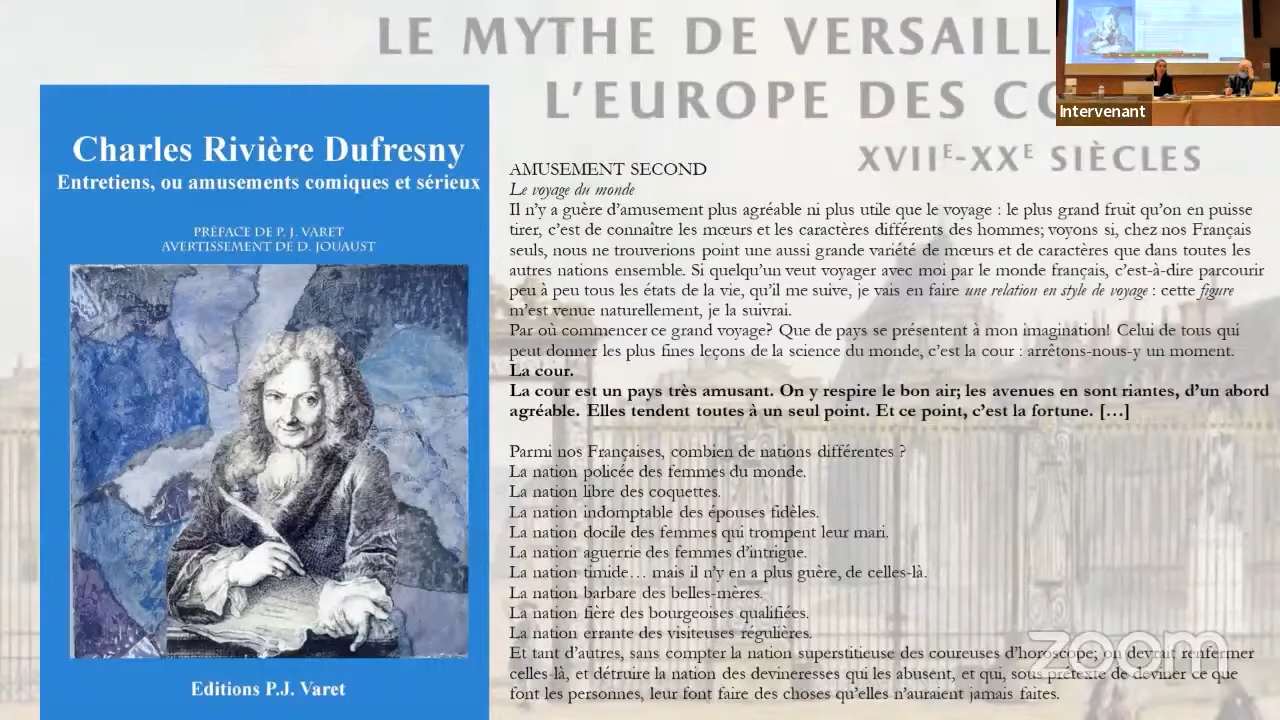 LE MYTHE DE VERSAILL
L'EUROPE DES CO
XVIIE-XXE SIÈCLES
Intervenant
Charles Rivière Dufresny
Entretiens, ou amusements comiques et sérieux
PRÉFACE DE P. J. VARET
AVERTISSEMENT DE D. JOUAUST
Editions P.J. Varet
AMUSEMENT SECOND
Le voyage du monde
Il n'y a guère d'amusement plus agréable ni plus utile que le voyage : le plus grand fruit qu'on en puisse
tirer, c'est de connaître les mœurs et les caractères différents des hommes; voyons si, chez nos Français
seuls, nous ne trouverions point une aussi grande variété de mœurs et de caractères que dans toutes les
autres nations ensemble. Si quelqu'un veut voyager avec moi par le monde français, c'est-à-dire parcourir
peu à peu tous les états de la vie, qu'il me suive, je vais en faire une relation en style de voyage : cette figure
m'est venue naturellement, je la suivrai.
Par où commencer ce grand voyage? Que de pays se présentent à mon imagination! Celui de tous qui
peut donner les plus fines leçons de la science du monde, c'est la cour : arrêtons-nous-y un moment.
La cour.
La cour est un pays très amusant. On y respire le bon air; les avenues en sont riantes, d'un abord
agréable. Elles tendent toutes à un seul point. Et ce point, c'est la fortune. […]
Parmi nos Françaises, combien de nations différentes ?
La nation policée des femmes du monde.
La nation libre des coquettes.
La nation indomptable des épouses fidèles.
La nation docile des femmes qui trompent leur mari.
La nation aguerrie des femmes d'intrigue.
La nation timide… mais il n'y en a plus guère, de celles-là.
La nation barbare des belles-mères.
La nation fière des bourgeoises qualifiées.
La nation errante des visiteuses régulières.
Et tant d'autres, sans compter la nation superstitieuse des coureuses d'horoscope; on devrait renfermer
celles-là, et détruire la nation des devineresses qui les abusent, et qui, sous prétexte de deviner ce que
font les personnes, leur font faire des choses qu'elles n'auraient jamais faites.
zoom